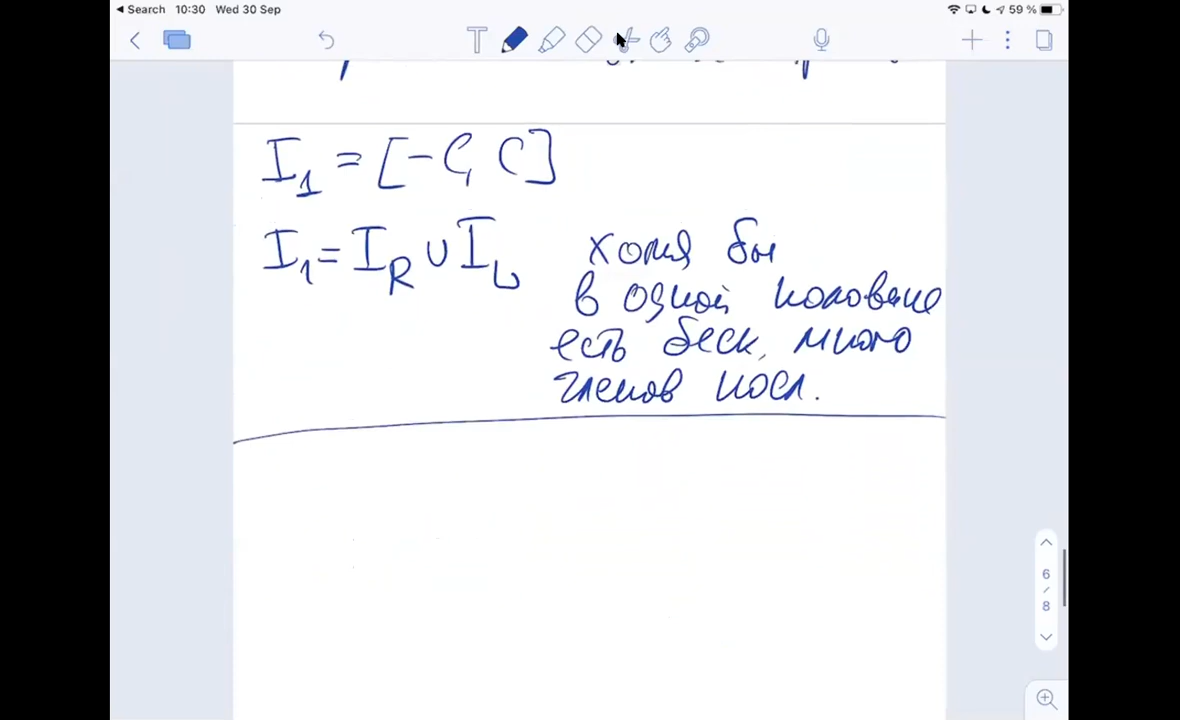 Search 10:30 Wed 30 Sep 59 %
T
I₁ = [-C, C]
I₁ = I_R ∪ I_L хотя бы
в одной половине
есть беск. много
членов посл.
6
/
8